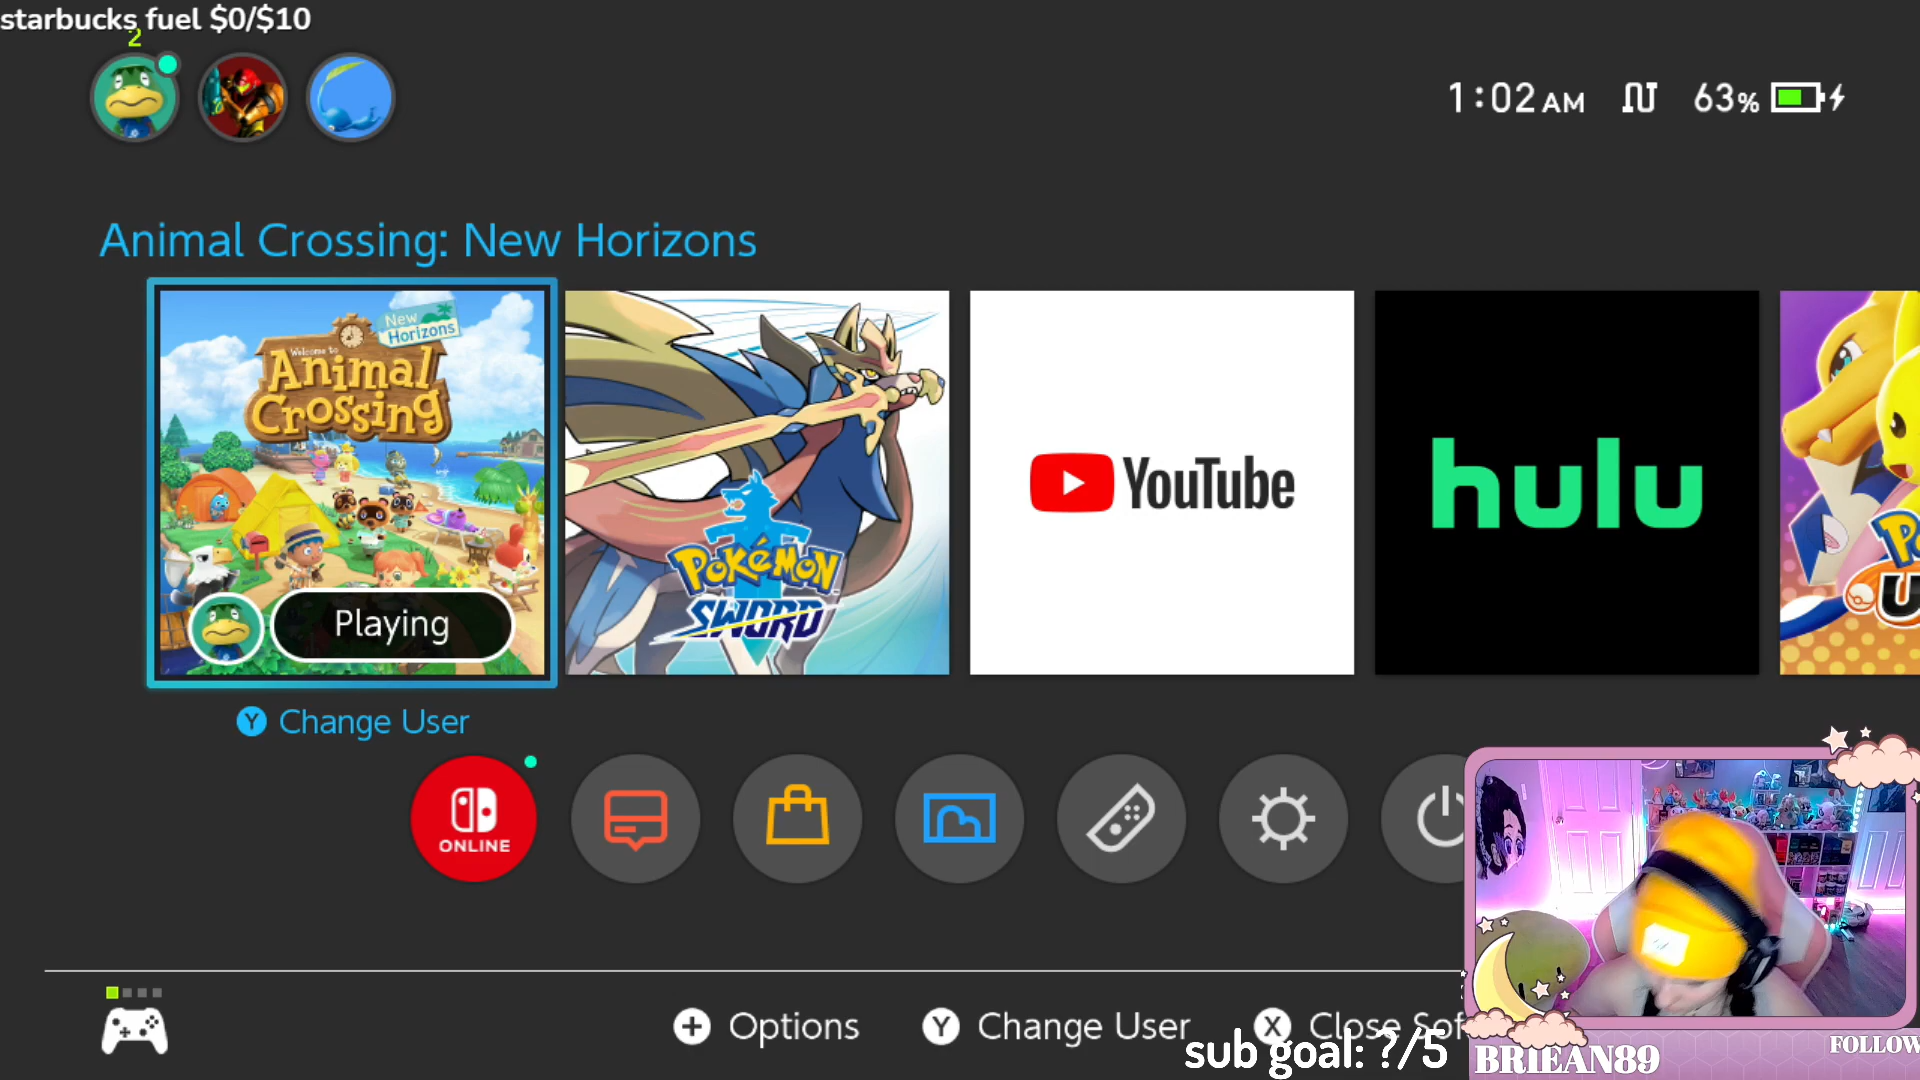 starbucks fuel $0/$10
2
1:02 AM 63%
Animal Crossing: New Horizons
New
Horizons
Welcome to
Animal
Crossing
Playing
POKéMON
SWORD
YouTube
hulu
Y Change User
ONLINE
+ Options Y Change User X Close Sof
sub goal: ?/5
BRIEAN89
FOLLOW